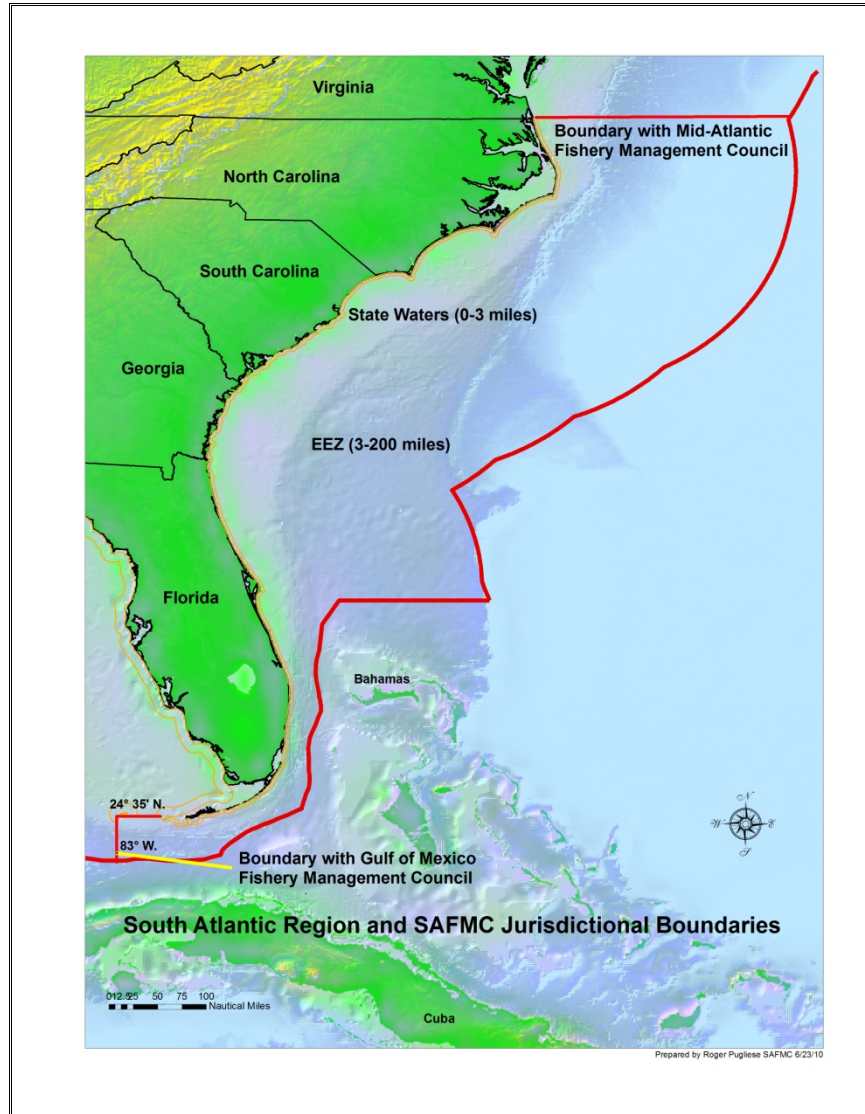 Virginia
Boundary with Mid-Atlantic
Fishery Management Council
North Carolina
South Carolina
State Waters (0-3 miles)
Georgia
EEZ (3-200 miles)
Florida
Bahamas
24° 35' N.
83° W.
N
W E
S
Boundary with Gulf of Mexico
Fishery Management Council
South Atlantic Region and SAFMC Jurisdictional Boundaries
0 12.5 25 50 75 100
Nautical Miles
Cuba
Prepared by Roger Pugliese SAFMC 6/23/10